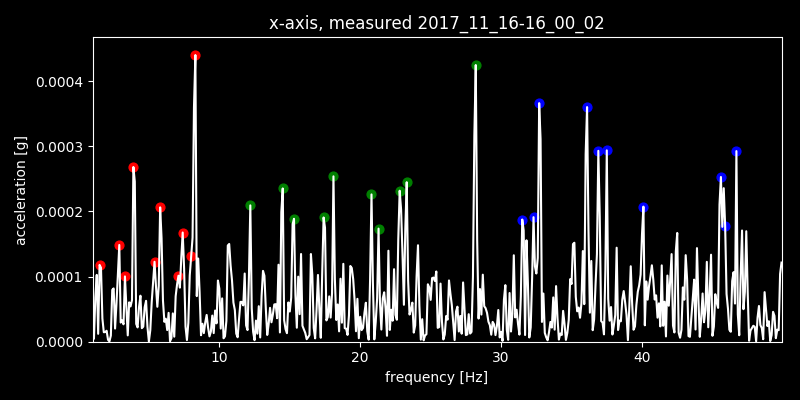 x-axis, measured 2017_11_16-16_00_02
0.0004
0.0003
0.0002
0.0001
0.0000
acceleration [g]
10 20 30 40
frequency [Hz]